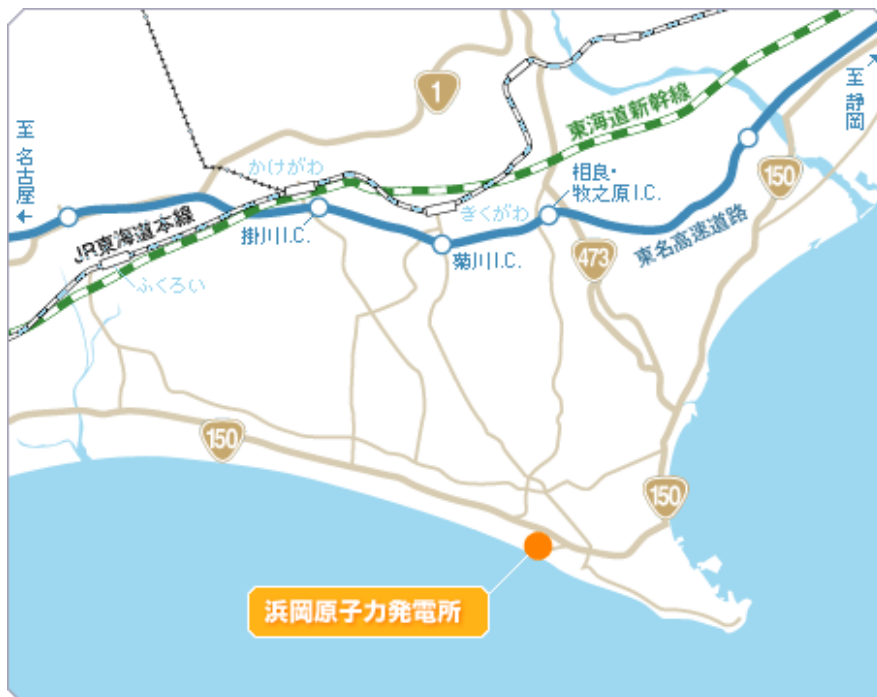 1
至 静岡
東海道新幹線
至 名古屋
かけがわ
150
相良・
牧之原I.C.
きくがわ
掛川I.C.
JR東海道本線
473
東名高速道路
菊川I.C.
ふくろい
150
150
浜岡原子力発電所